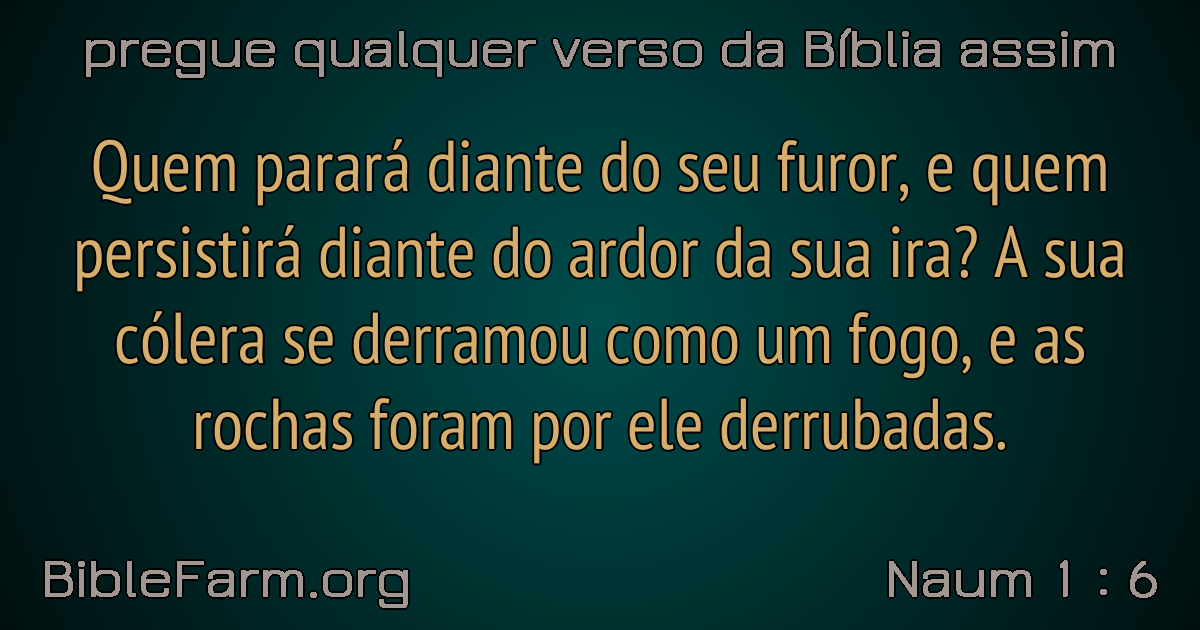 pregue qualquer verso da Bíblia assim
Quem parará diante do seu furor, e quem
persistirá diante do ardor da sua ira? A sua
cólera se derramou como um fogo, e as
rochas foram por ele derrubadas.
BibleFarm.org
Naum 1 : 6